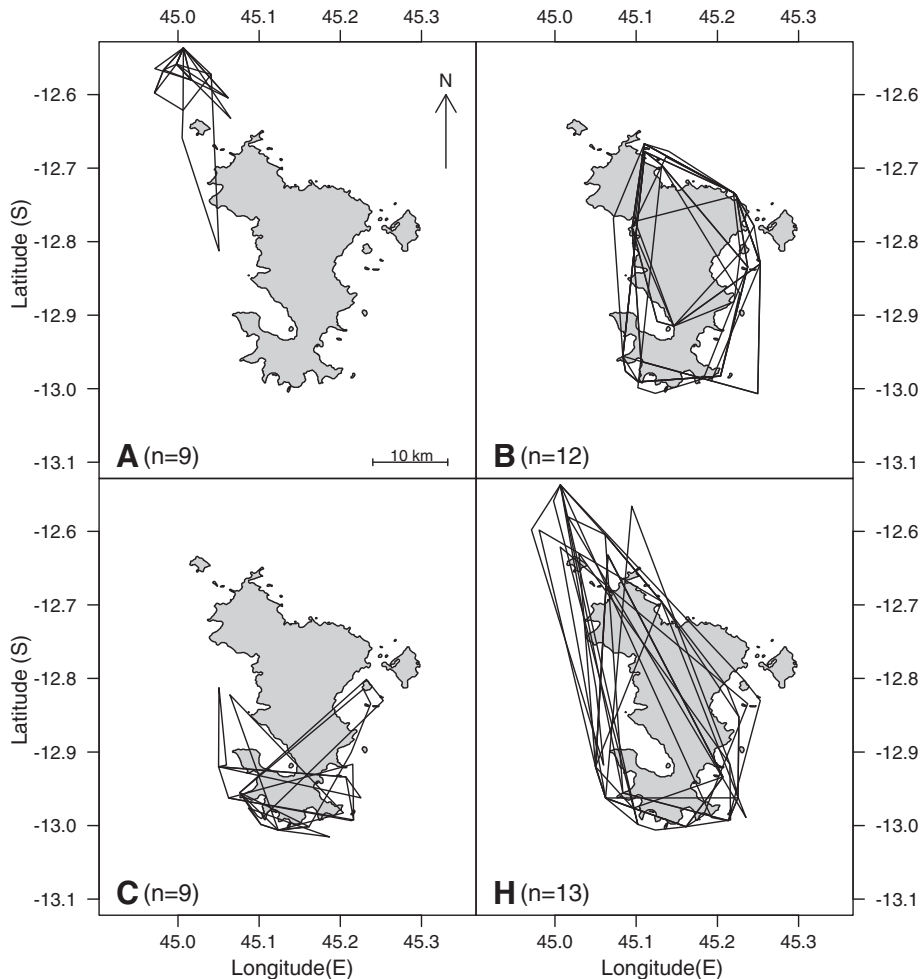 45.0 45.1 45.2 45.3 45.0 45.1 45.2 45.3
N
-12.6 -12.6
-12.7 -12.7
-12.8 -12.8
-12.9 -12.9
-13.0 -13.0
-13.1 -13.1
Latitude (S)
A (n=9)
10 km
B (n=12)
-12.6 -12.6
-12.7 -12.7
-12.8 -12.8
-12.9 -12.9
-13.0 -13.0
-13.1 -13.1
Latitude (S)
C (n=9)
H (n=13)
45.0 45.1 45.2 45.3 45.0 45.1 45.2 45.3
Longitude(E) Longitude(E)